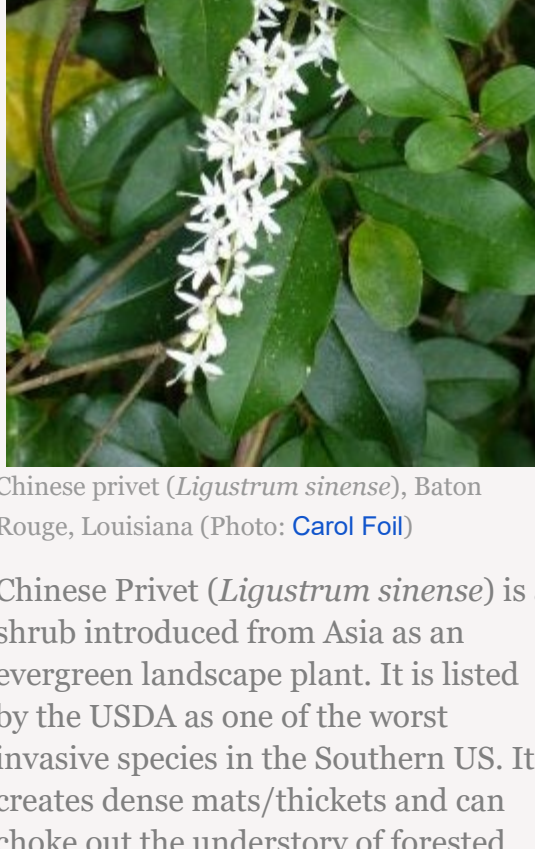 Chinese privet (Ligustrum sinense), Baton
Rouge, Louisiana (Photo: Carol Foil)
Chinese Privet (Ligustrum sinense) is
shrub introduced from Asia as an
evergreen landscape plant. It is listed
by the USDA as one of the worst
invasive species in the Southern US. It
creates dense mats/thickets and can
choke out the understory of forested